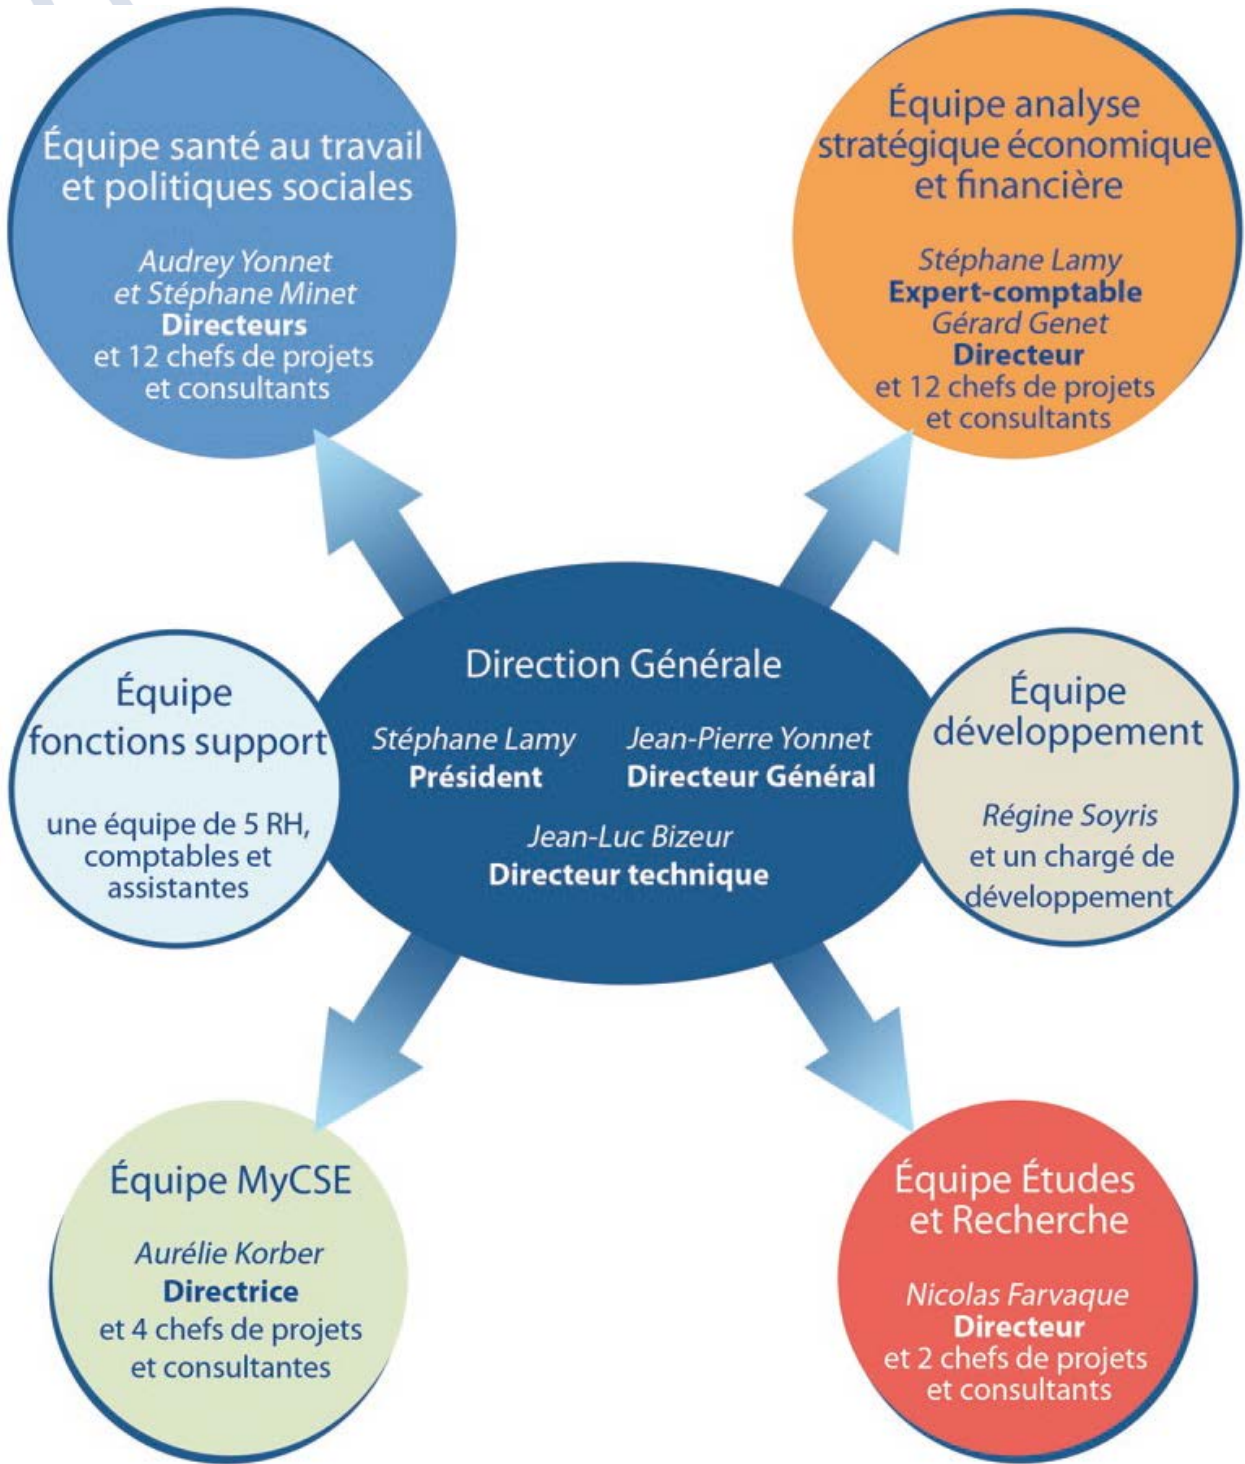 Équipe santé au travail
et politiques sociales
Audrey Yonnet
et Stéphane Minet
Directeurs
et 12 chefs de projets
et consultants
Équipe analyse
stratégique économique
et financière
Stéphane Lamy
Expert-comptable
Gérard Genet
Directeur
et 12 chefs de projets
et consultants
Direction Générale
Stéphane Lamy
Président
Jean-Pierre Yonnet
Directeur Général
Jean-Luc Bizeur
Directeur technique
Équipe
fonctions support
une équipe de 5 RH,
comptables et
assistantes
Équipe
développement
Régine Soyris
et un chargé de
développement
Équipe MyCSE
Aurélie Korber
Directrice
et 4 chefs de projets
et consultantes
Équipe Études
et Recherche
Nicolas Farvaque
Directeur
et 2 chefs de projets
et consultants